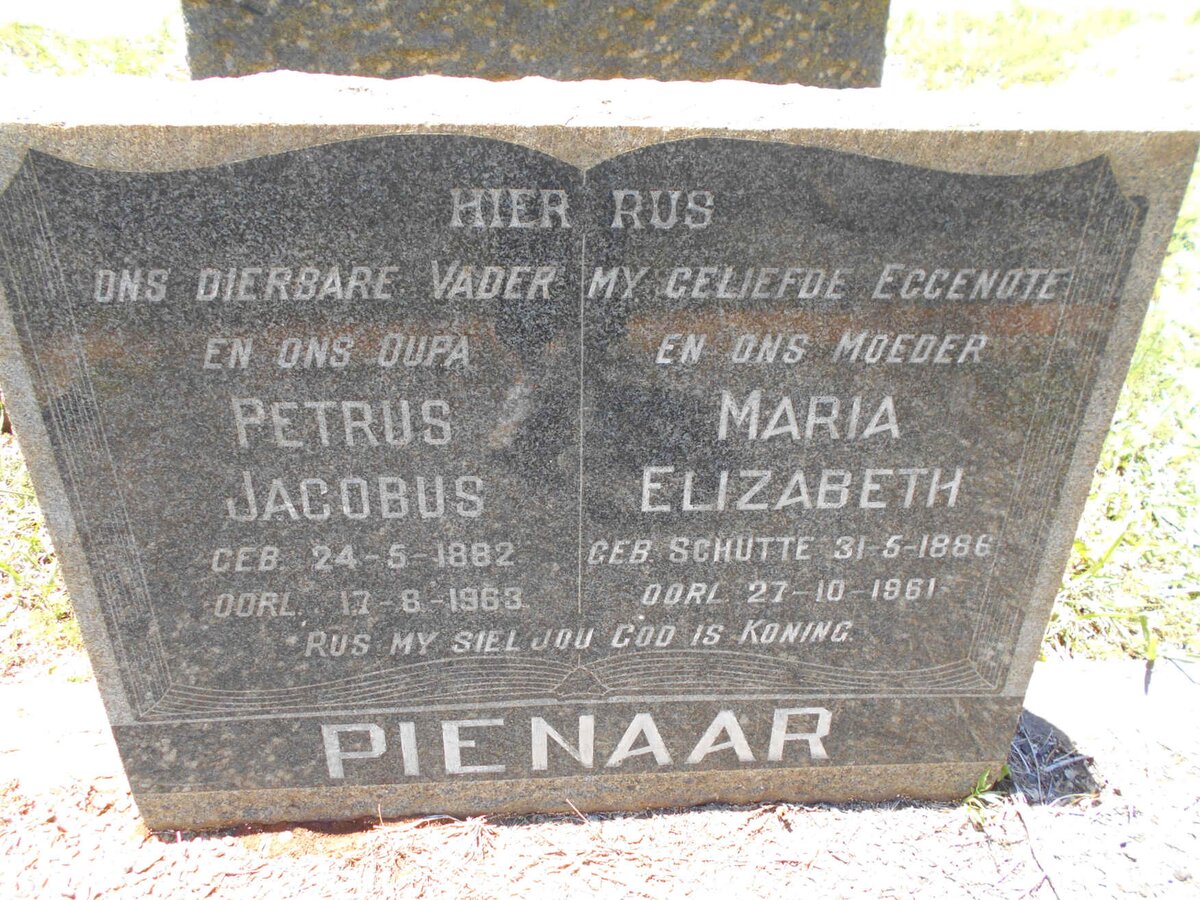 HIER RUS
ONS DIERBARE VADER
EN ONS OUPA
PETRUS
JACOBUS
GEB. 24-5-1882
OORL. 17-8-1963
MY GELIEFDE EGGENOTE
EN ONS MOEDER
MARIA
ELIZABETH
GEB. SCHUTTE 31-5-1886
OORL. 27-10-1961
RUS MY SIEL JOU GOD IS KONING
PIENAAR